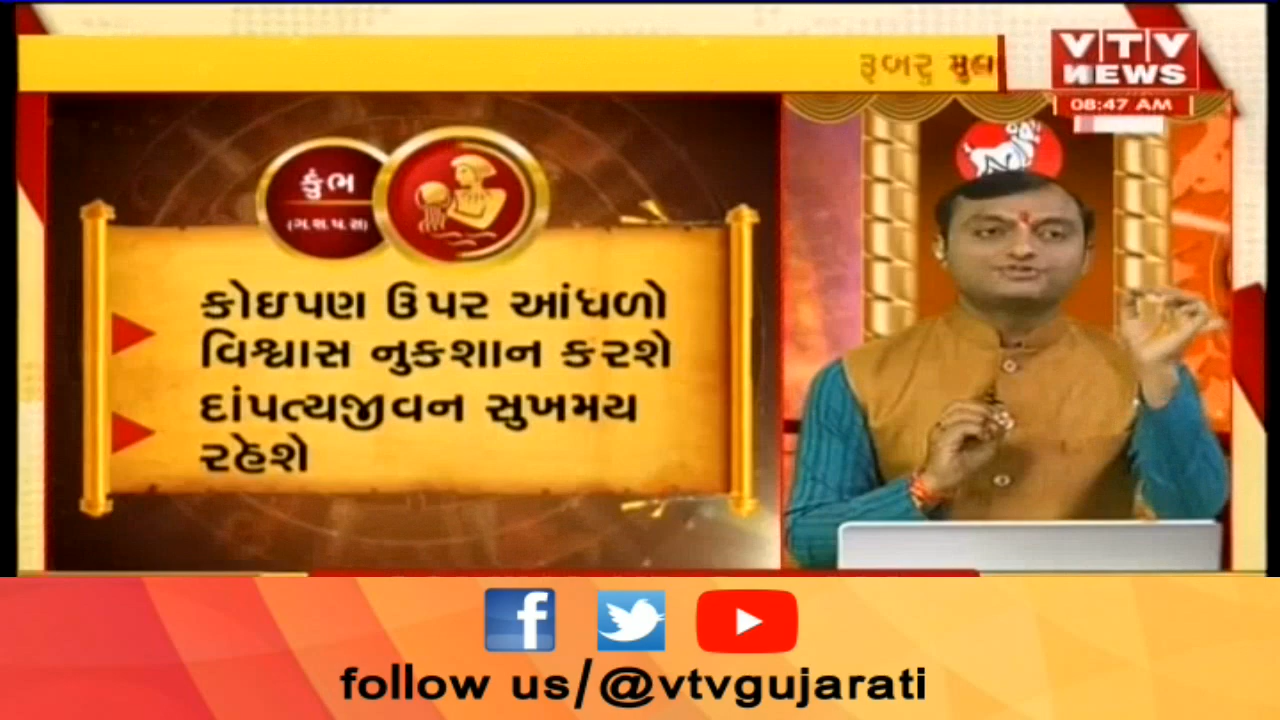 રૂબરૂ
VTV
NEWS
08:47 AM
કુંભ
(ગ.શ.પ.સ)
કોઇપણ ઉપર આંધળો
વિશ્વાસ નુકશાન કરશે
દાંપત્યજીવન સુખમય
રહેશે
follow us/@vtvgujarati